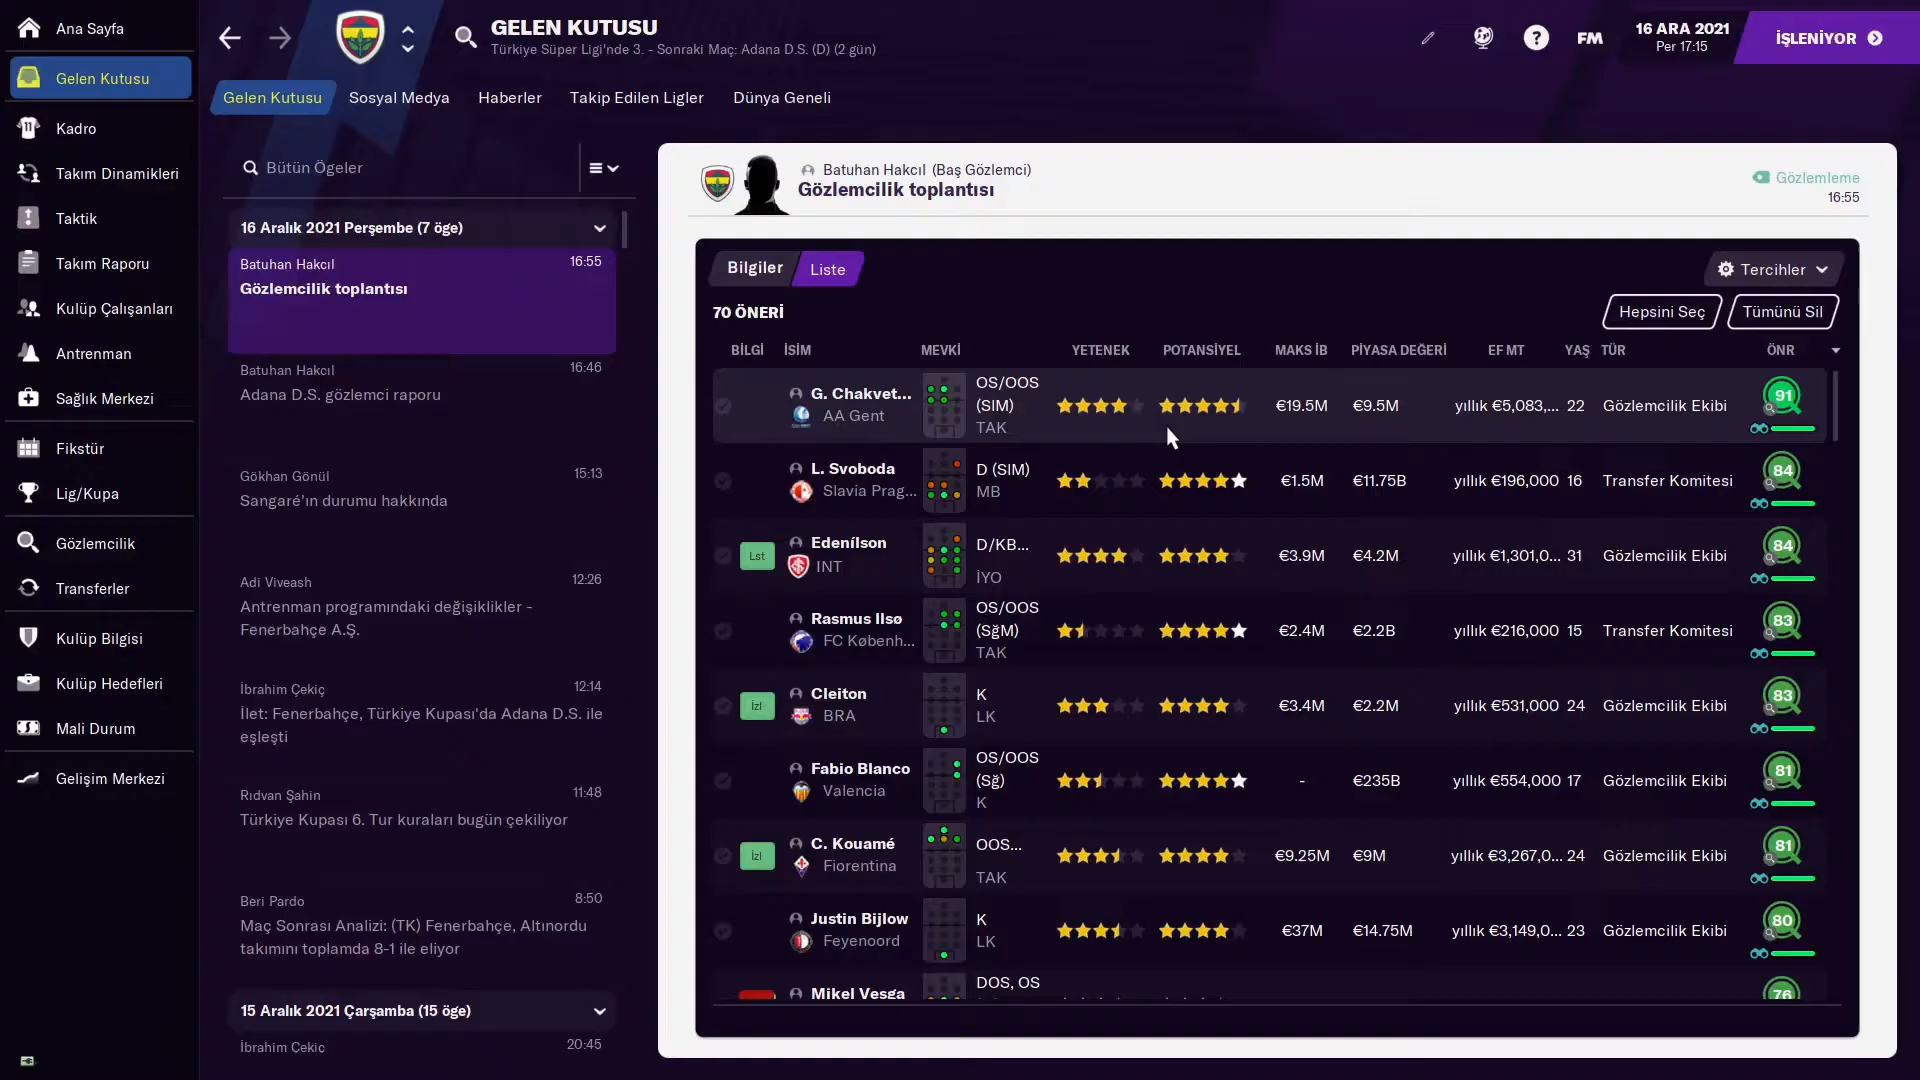 Ana Sayfa
Gelen Kutusu
Kadro
Takım Dinamikleri
Taktik
Takım Raporu
Kulüp Çalışanları
Antrenman
Sağlık Merkezi
Fikstür
Lig/Kupa
Gözlemcilik
Transferler
Kulüp Bilgisi
Kulüp Hedefleri
Mali Durum
Gelişim Merkezi
GELEN KUTUSU
Türkiye Süper Ligi'nde 3. - Sonraki Maç: Adana D.S. (D) (2 gün)
FM
16 ARA 2021
Per 17:15
İŞLENİYOR
Gelen Kutusu Sosyal Medya Haberler Takip Edilen Ligler Dünya Geneli
Bütün Ögeler
16 Aralık 2021 Perşembe (7 öge)
Batuhan Hakcıl 16:55
Gözlemcilik toplantısı
Batuhan Hakcıl 16:46
Adana D.S. gözlemci raporu
Gökhan Gönül 15:13
Sangaré'ın durumu hakkında
Adi Viveash 12:26
Antrenman programındaki değişiklikler -
Fenerbahçe A.Ş.
İbrahim Çekiç 12:14
İlet: Fenerbahçe, Türkiye Kupası'da Adana D.S. ile
eşleşti
Rıdvan Şahin 11:48
Türkiye Kupası 6. Tur kuraları bugün çekiliyor
Beri Pardo 8:50
Maç Sonrası Analizi: (TK) Fenerbahçe, Altınordu
takımını toplamda 8-1 ile eliyor
15 Aralık 2021 Çarşamba (15 öge)
İbrahim Çekiç 20:45
Batuhan Hakcıl (Baş Gözlemci)
Gözlemcilik toplantısı
Gözlemleme
16:55
Bilgiler Liste
Tercihler
70 ÖNERİ
Hepsini Seç Tümünü Sil
BİLGİ İSİM MEVKİ YETENEK POTANSİYEL MAKS İB PİYASA DEĞERİ EF MT YAŞ TÜR ÖNR
G. Chakvet... AA Gent OS/OOS (SIM) TAK €19.5M €9.5M yıllık €5,083,... 22 Gözlemcilik Ekibi 91
L. Svoboda Slavia Prag... D (SIM) MB €1.5M €11.75B yıllık €196,000 16 Transfer Komitesi 84
Lst Edenílson INT D/KB... İYO €3.9M €4.2M yıllık €1,301,0... 31 Gözlemcilik Ekibi 84
Rasmus Ilsø FC Københ... OS/OOS (SğM) TAK €2.4M €2.2B yıllık €216,000 15 Transfer Komitesi 83
İzl Cleiton BRA K LK €3.4M €2.2M yıllık €531,000 24 Gözlemcilik Ekibi 83
Fabio Blanco Valencia OS/OOS (Sğ) K - €235B yıllık €554,000 17 Gözlemcilik Ekibi 81
İzl C. Kouamé Fiorentina OOS... TAK €9.25M €9M yıllık €3,267,0... 24 Gözlemcilik Ekibi 81
Justin Bijlow Feyenoord K LK €37M €14.75M yıllık €3,149,0... 23 Gözlemcilik Ekibi 80
Mikel Vesga DOS, OS 76